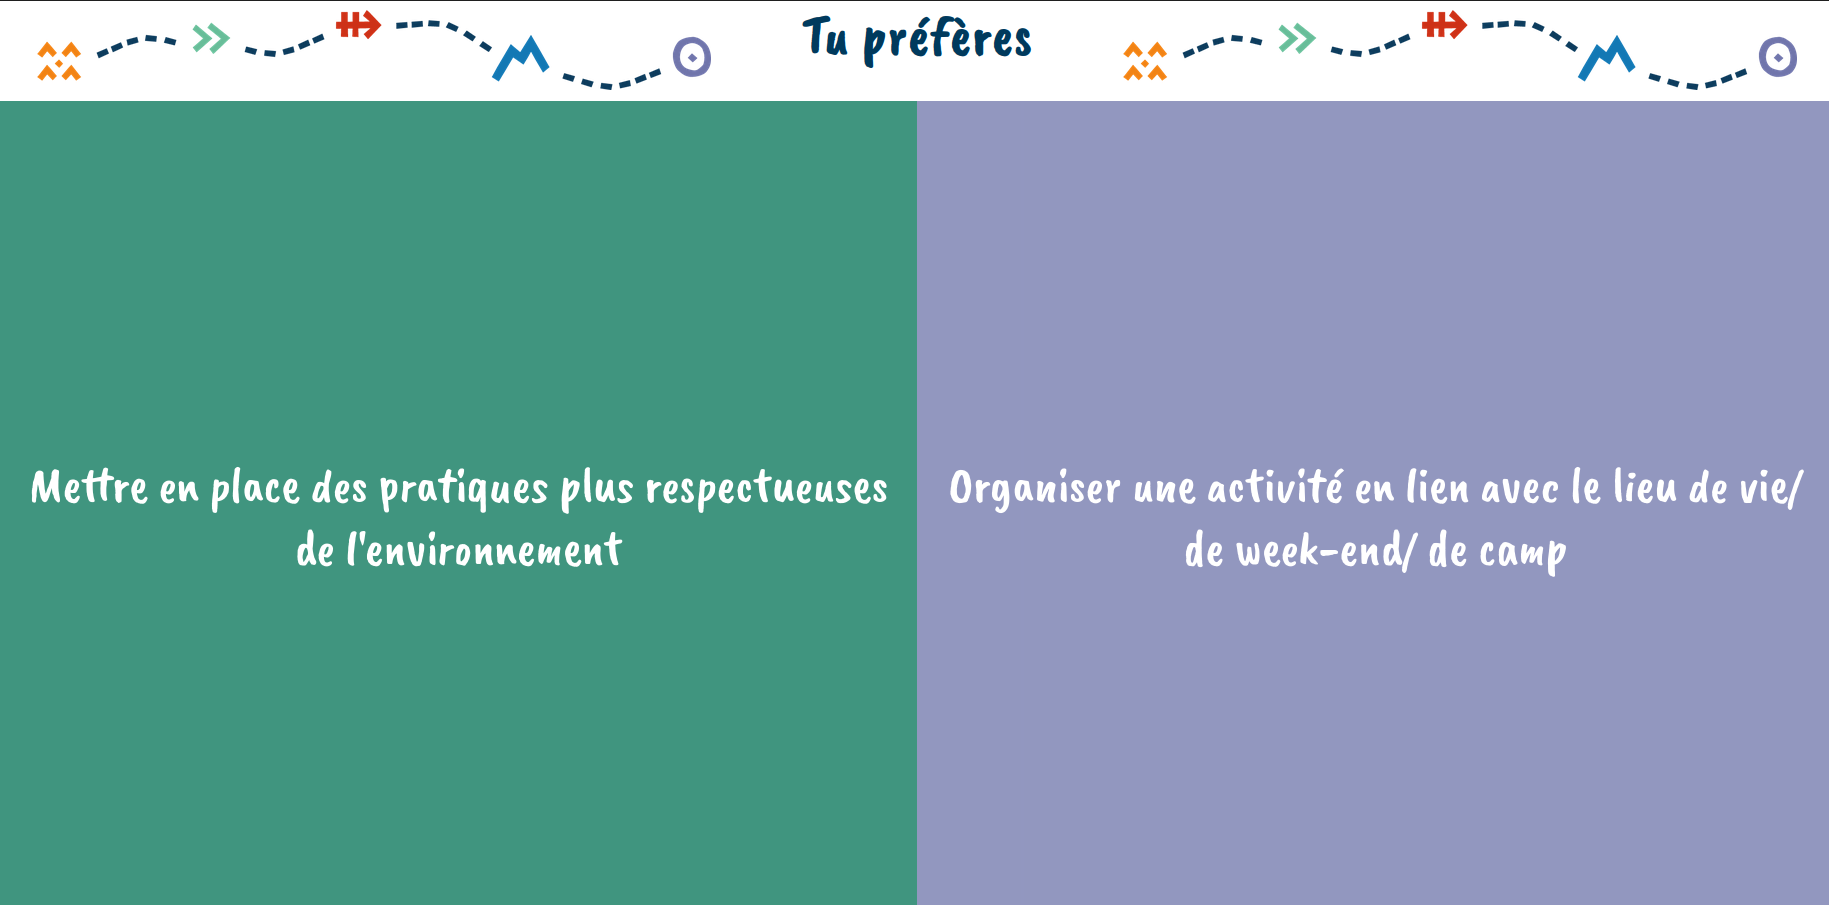 Tu préfères
Mettre en place des pratiques plus respectueuses
de l'environnement
Organiser une activité en lien avec le lieu de vie/
de week-end/ de camp